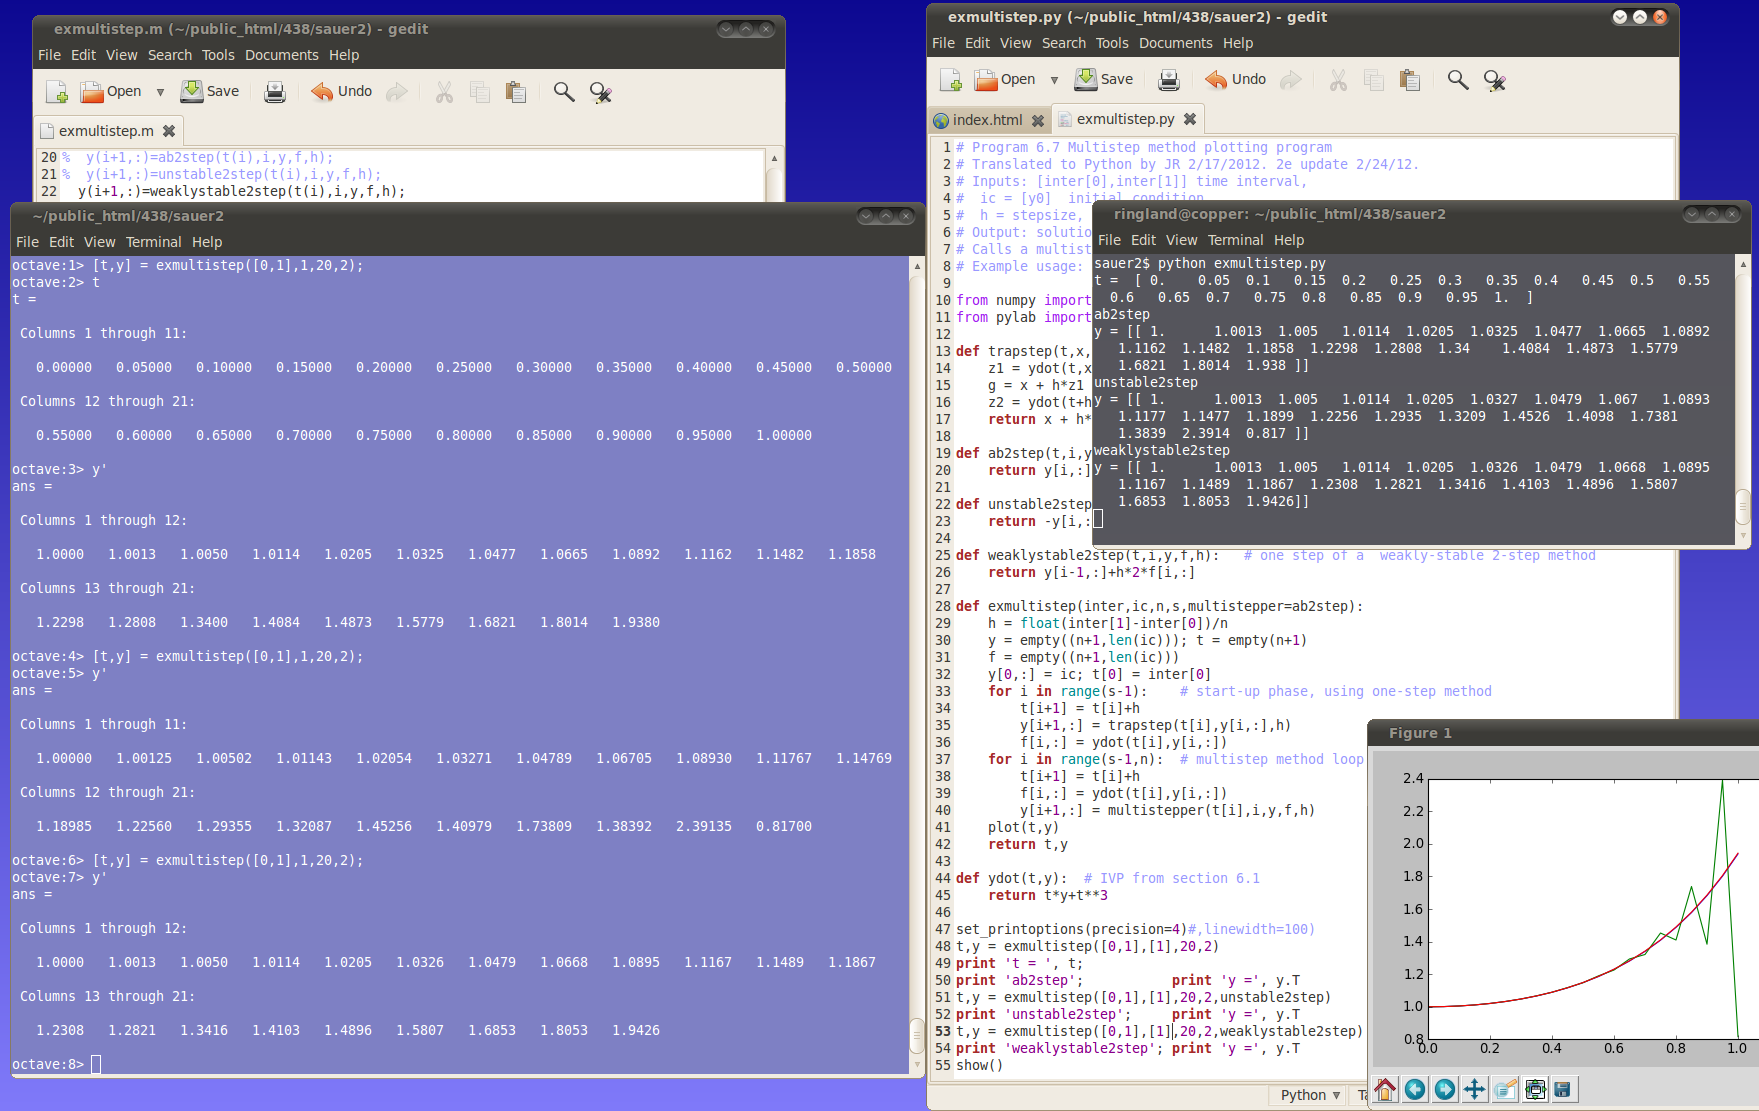 exmultistep.m (~/public_html/438/sauer2) - gedit
File Edit View Search Tools Documents Help
Open Save Undo
exmultistep.m
20 %  y(i+1,:)=ab2step(t(i),i,y,f,h);
21 %  y(i+1,:)=unstable2step(t(i),i,y,f,h);
22   y(i+1,:)=weaklystable2step(t(i),i,y,f,h);
~/public_html/438/sauer2
File Edit View Terminal Help
octave:1> [t,y] = exmultistep([0,1],1,20,2);
octave:2> t
t =
Columns 1 through 11:
0.00000   0.05000   0.10000   0.15000   0.20000   0.25000   0.30000   0.35000   0.40000   0.45000   0.50000
Columns 12 through 21:
0.55000   0.60000   0.65000   0.70000   0.75000   0.80000   0.85000   0.90000   0.95000   1.00000
octave:3> y'
ans =
Columns 1 through 12:
1.0000   1.0013   1.0050   1.0114   1.0205   1.0325   1.0477   1.0665   1.0892   1.1162   1.1482   1.1858
Columns 13 through 21:
1.2298   1.2808   1.3400   1.4084   1.4873   1.5779   1.6821   1.8014   1.9380
octave:4> [t,y] = exmultistep([0,1],1,20,2);
octave:5> y'
ans =
Columns 1 through 11:
1.00000   1.00125   1.00502   1.01143   1.02054   1.03271   1.04789   1.06705   1.08930   1.11767   1.14769
Columns 12 through 21:
1.18985   1.22560   1.29355   1.32087   1.45256   1.40979   1.73809   1.38392   2.39135   0.81700
octave:6> [t,y] = exmultistep([0,1],1,20,2);
octave:7> y'
ans =
Columns 1 through 12:
1.0000   1.0013   1.0050   1.0114   1.0205   1.0326   1.0479   1.0668   1.0895   1.1167   1.1489   1.1867
Columns 13 through 21:
1.2308   1.2821   1.3416   1.4103   1.4896   1.5807   1.6853   1.8053   1.9426
octave:8>
exmultistep.py (~/public_html/438/sauer2) - gedit
File Edit View Search Tools Documents Help
Open Save Undo
index.html exmultistep.py
1 # Program 6.7 Multistep method plotting program
2 # Translated to Python by JR 2/17/2012. 2e update 2/24/12.
3 # Inputs: [inter[0],inter[1]] time interval,
4 #  ic = [y0]  initial condition
5 #  h = stepsize,
6 # Output: solutio
7 # Calls a multist
8 # Example usage:
9
10 from numpy import
11 from pylab import
12
13 def trapstep(t,x,
14     z1 = ydot(t,x
15     g = x + h*z1
16     z2 = ydot(t+h
17     return x + h*
18
19 def ab2step(t,i,y
20     return y[i,:]
21
22 def unstable2step
23     return -y[i,:
24
25 def weaklystable2step(t,i,y,f,h):   # one step of a  weakly-stable 2-step method
26     return y[i-1,:]+h*2*f[i,:]
27
28 def exmultistep(inter,ic,n,s,multistepper=ab2step):
29     h = float(inter[1]-inter[0])/n
30     y = empty((n+1,len(ic))); t = empty(n+1)
31     f = empty((n+1,len(ic)))
32     y[0,:] = ic; t[0] = inter[0]
33     for i in range(s-1):    # start-up phase, using one-step method
34         t[i+1] = t[i]+h
35         y[i+1,:] = trapstep(t[i],y[i,:],h)
36         f[i,:] = ydot(t[i],y[i,:])
37     for i in range(s-1,n):  # multistep method loop
38         t[i+1] = t[i]+h
39         f[i,:] = ydot(t[i],y[i,:])
40         y[i+1,:] = multistepper(t[i],i,y,f,h)
41     plot(t,y)
42     return t,y
43
44 def ydot(t,y):  # IVP from section 6.1
45     return t*y+t**3
46
47 set_printoptions(precision=4)#,linewidth=100)
48 t,y = exmultistep([0,1],[1],20,2)
49 print 't = ', t;
50 print 'ab2step';           print 'y =', y.T
51 t,y = exmultistep([0,1],[1],20,2,unstable2step)
52 print 'unstable2step';     print 'y =', y.T
53 t,y = exmultistep([0,1],[1],20,2,weaklystable2step)
54 print 'weaklystable2step'; print 'y =', y.T
55 show()
Python
Ta
ringland@copper: ~/public_html/438/sauer2
File Edit View Terminal Help
sauer2$ python exmultistep.py
t =  [ 0.    0.05  0.1   0.15  0.2   0.25  0.3   0.35  0.4   0.45  0.5   0.55
0.6   0.65  0.7   0.75  0.8   0.85  0.9   0.95  1.  ]
ab2step
y = [[ 1.      1.0013  1.005   1.0114  1.0205  1.0325  1.0477  1.0665  1.0892
1.1162  1.1482  1.1858  1.2298  1.2808  1.34    1.4084  1.4873  1.5779
1.6821  1.8014  1.938 ]]
unstable2step
y = [[ 1.      1.0013  1.005   1.0114  1.0205  1.0327  1.0479  1.067   1.0893
1.1177  1.1477  1.1899  1.2256  1.2935  1.3209  1.4526  1.4098  1.7381
1.3839  2.3914  0.817 ]]
weaklystable2step
y = [[ 1.      1.0013  1.005   1.0114  1.0205  1.0326  1.0479  1.0668  1.0895
1.1167  1.1489  1.1867  1.2308  1.2821  1.3416  1.4103  1.4896  1.5807
1.6853  1.8053  1.9426]]
Figure 1
2.4
2.2
2.0
1.8
1.6
1.4
1.2
1.0
0.8
0.0 0.2 0.4 0.6 0.8 1.0